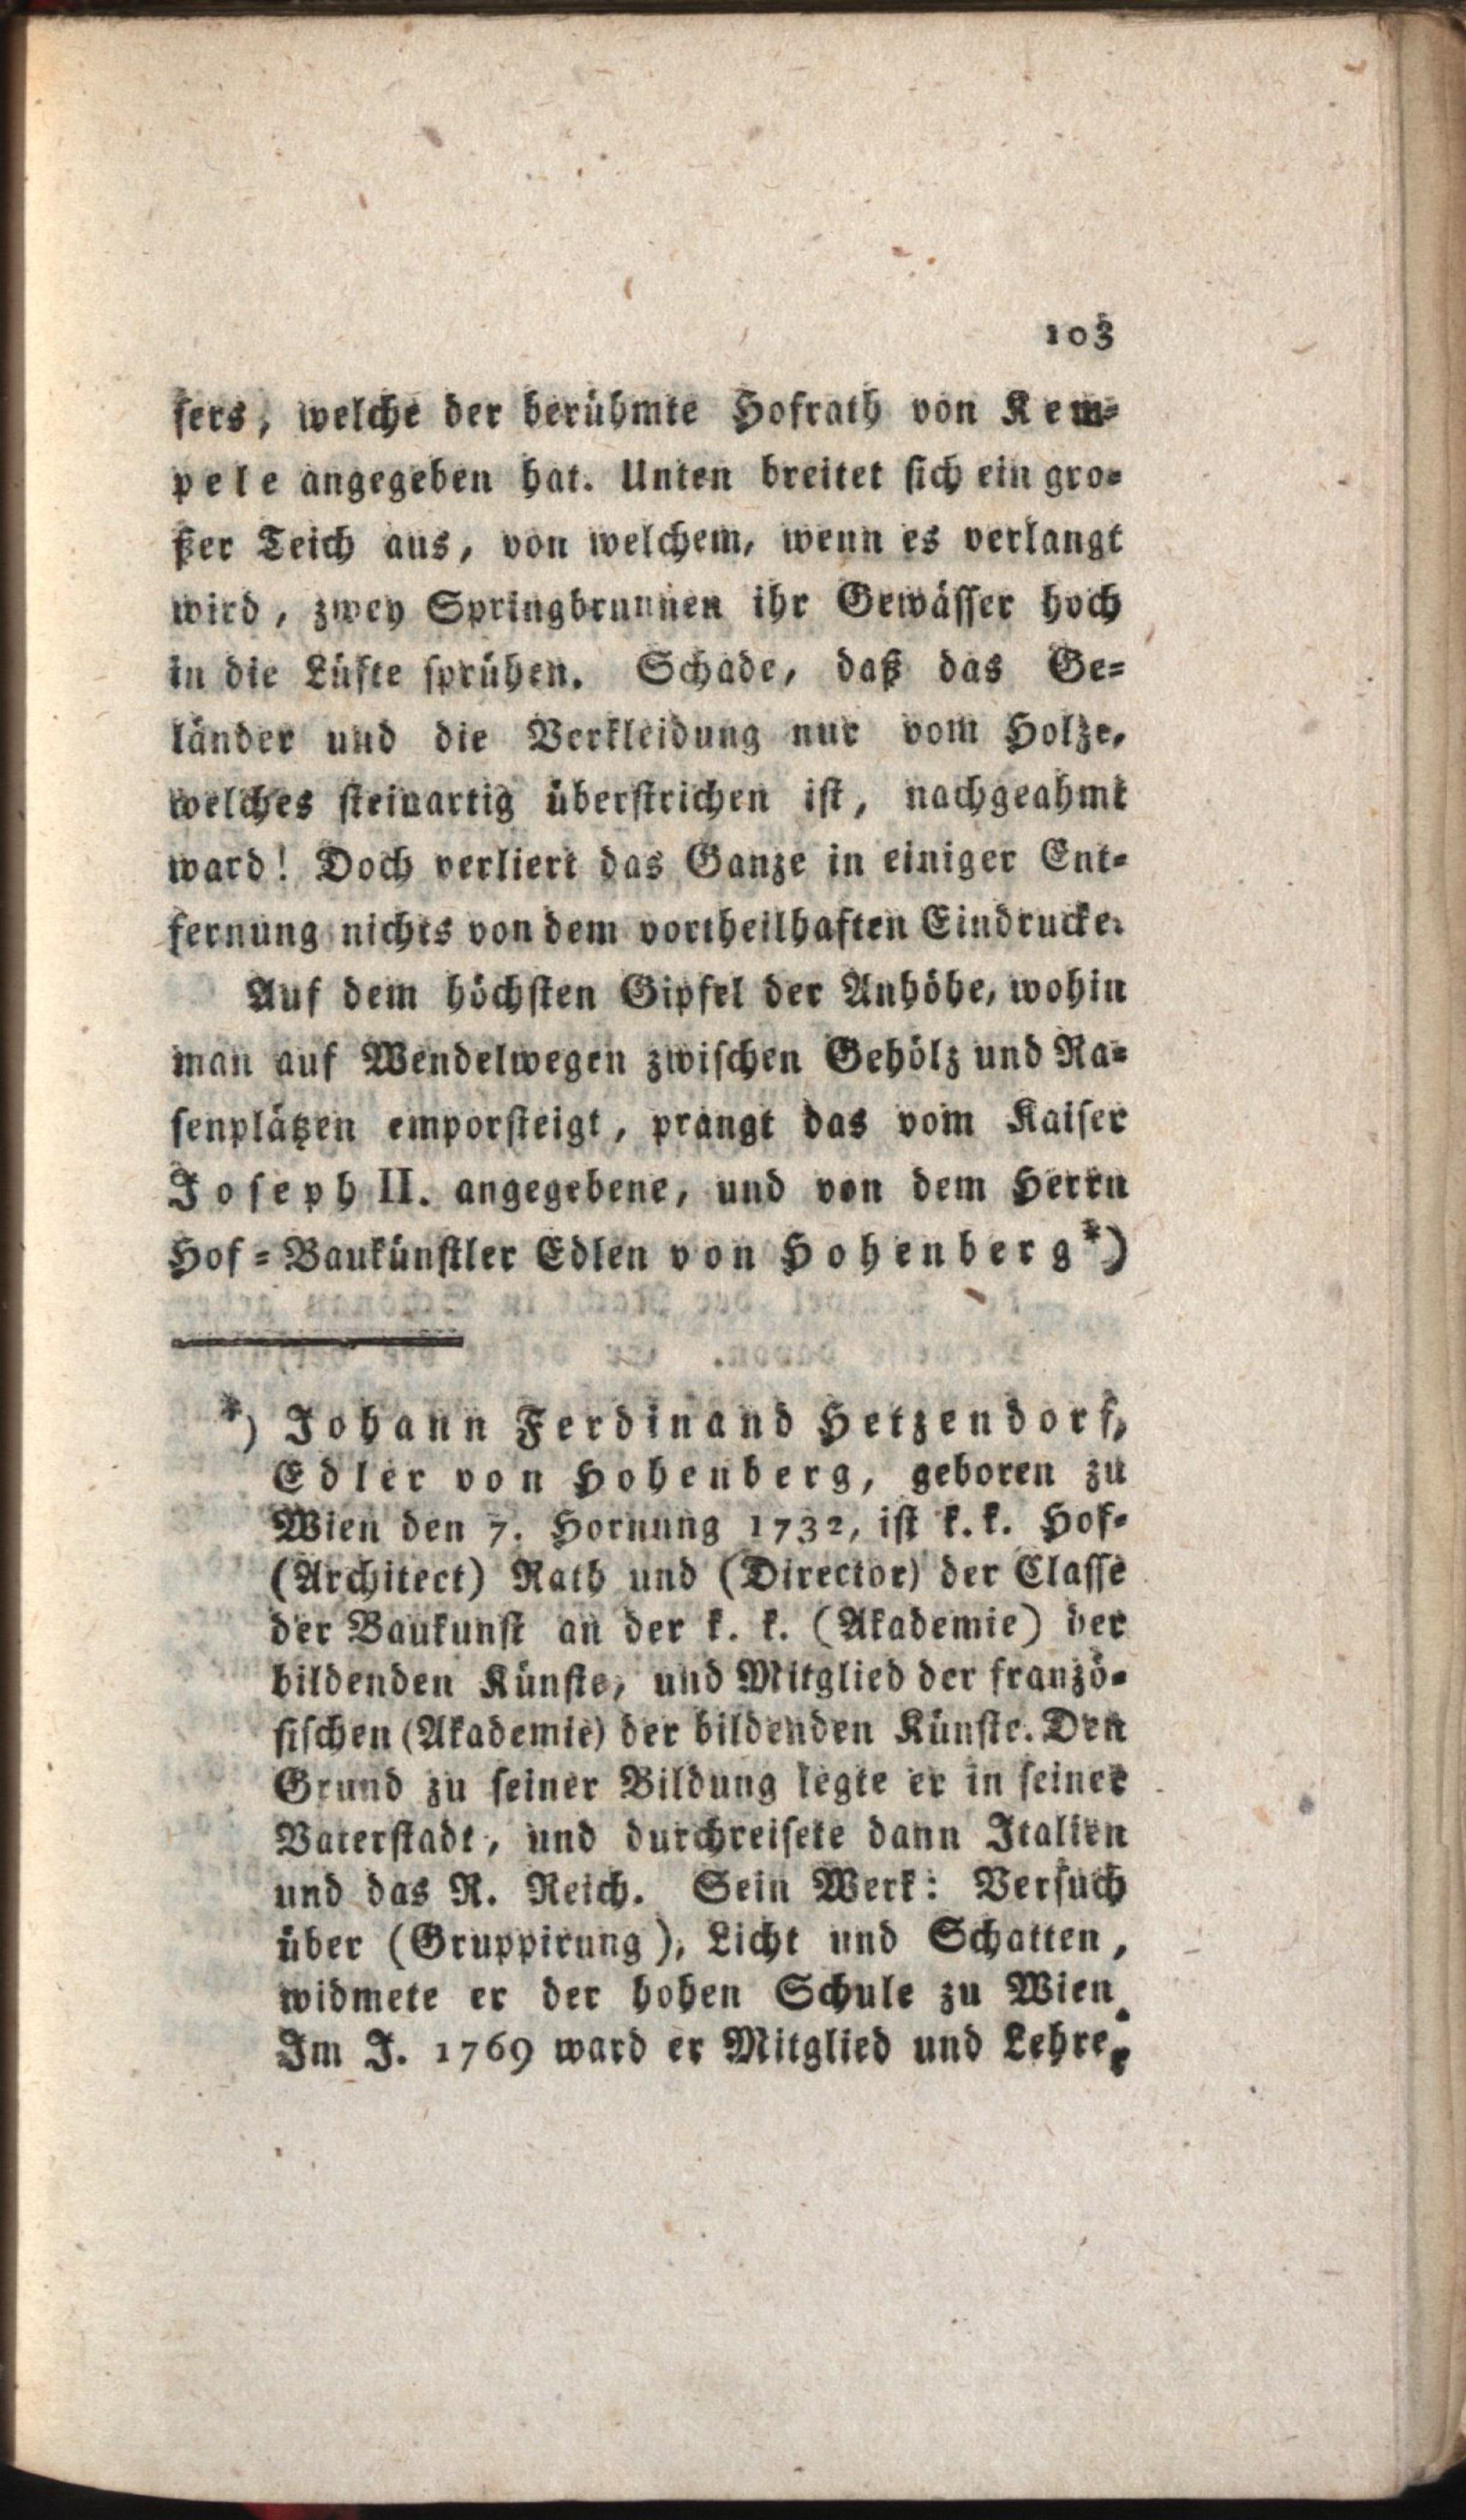 103
sers, welche der berühmte Hofrath von Kem-
pele angegeben hat. Unten breitet sich ein gro-
ßer Teich aus, von welchem, wenn es verlangt
wird, zwey Springbrunnen ihr Gewässer hoch
in die Lüfte sprühen. Schade, daß das Ge-
länder und die Verkleidung nur vom Holze,
welches steinartig überstrichen ist, nachgeahmt
ward! Doch verliert das Ganze in einiger Ent-
fernung nichts von dem vortheilhaften Eindrucke.
Auf dem höchsten Gipfel der Anhöhe, wohin
man auf Wendelwegen zwischen Gehölz und Ra-
senplätzen emporsteigt, prangt das vom Kaiser
Joseph II. angegebene, und von dem Herrn
Hof-Baukünstler Edlen von Hohenberg*)
*) Johann Ferdinand Hetzendorf,
Edler von Hohenberg, geboren zu
Wien den 7. Hornung 1732, ist k. k. Hof-
(Architect) Rath und (Director) der Classe
der Baukunst an der k. k. (Akademie) der
bildenden Künste, und Mitglied der franzö-
sischen (Akademie) der bildenden Künste. Den
Grund zu seiner Bildung legte er in seiner
Vaterstadt, und durchreisete dann Italien
und das R. Reich. Sein Werk: Versuch
über (Gruppirung), Licht und Schatten,
widmete er der hohen Schule zu Wien.
Im J. 1769 ward er Mitglied und Lehrer